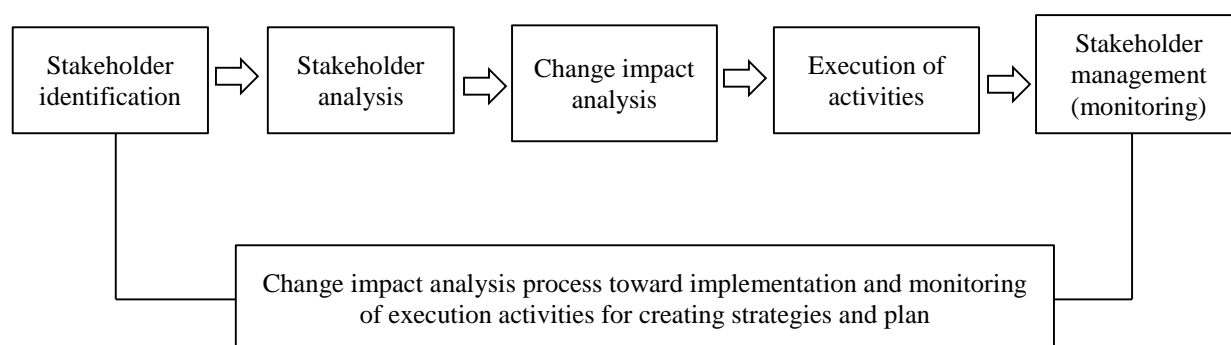 Stakeholder
identification
Stakeholder
analysis
Change impact
analysis
Execution of
activities
Stakeholder
management
(monitoring)
Change impact analysis process toward implementation and monitoring
of execution activities for creating strategies and plan